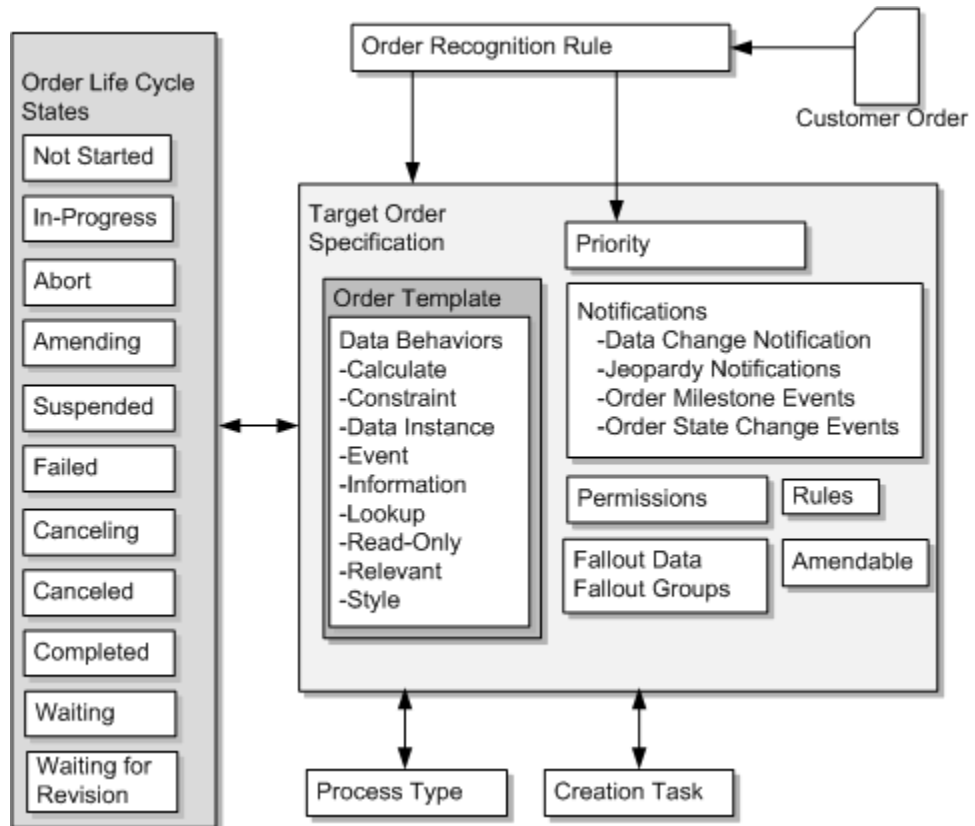 Order Life Cycle
States
Not Started
In-Progress
Abort
Amending
Suspended
Failed
Canceling
Canceled
Completed
Waiting
Waiting for
Revision
Order Recognition Rule
Customer Order
Target Order
Specification
Order Template
Data Behaviors
-Calculate
-Constraint
-Data Instance
-Event
-Information
-Lookup
-Read-Only
-Relevant
-Style
Priority
Notifications
-Data Change Notification
-Jeopardy Notifications
-Order Milestone Events
-Order State Change Events
Permissions
Rules
Fallout Data
Fallout Groups
Amendable
Process Type
Creation Task